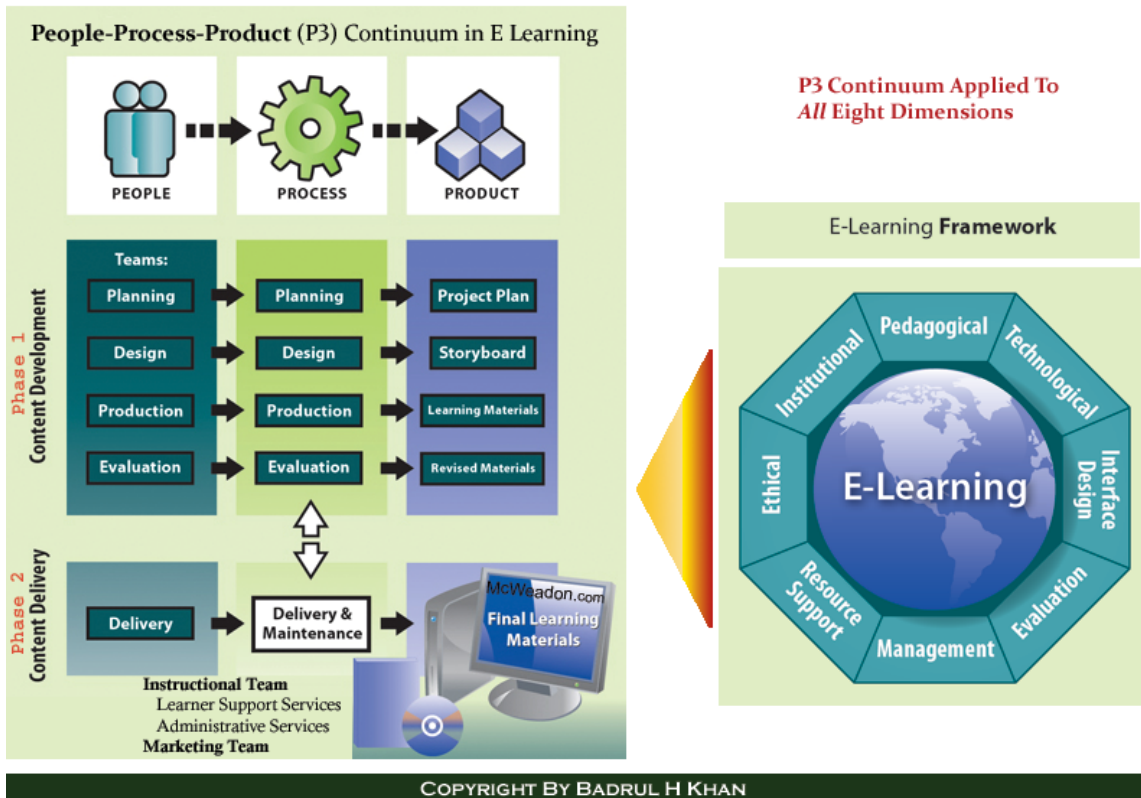 People-Process-Product (P3) Continuum in E Learning
PEOPLE
PROCESS
PRODUCT
Phase 1
Content Development
Teams:
Planning
Planning
Project Plan
Design
Design
Storyboard
Production
Production
Learning Materials
Evaluation
Evaluation
Revised Materials
Phase 2
Content Delivery
Delivery
Delivery &
Maintenance
McWeadon.com
Final Learning
Materials
Instructional Team
Learner Support Services
Administrative Services
Marketing Team
P3 Continuum Applied To
All Eight Dimensions
E-Learning Framework
Pedagogical
Technological
Interface
Design
Evaluation
Management
Resource
Support
Ethical
Institutional
E-Learning
COPYRIGHT BY BADRUL H KHAN